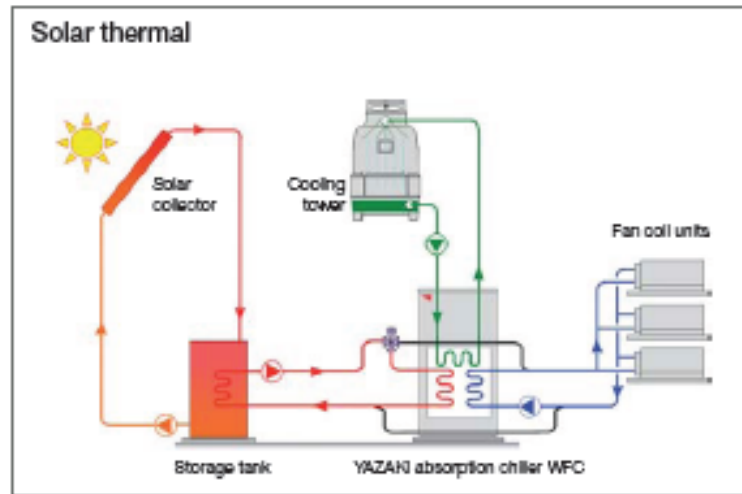 Solar thermal
Solar
collector
Cooling
tower
Fan coil units
Storage tank
YAZAKI absorption chiller WFC